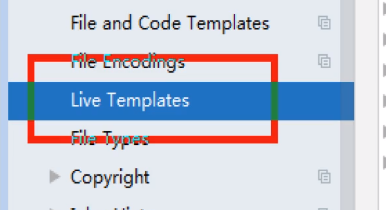 File and Code Templates
File Encodings
Live Templates
File Types
Copyright